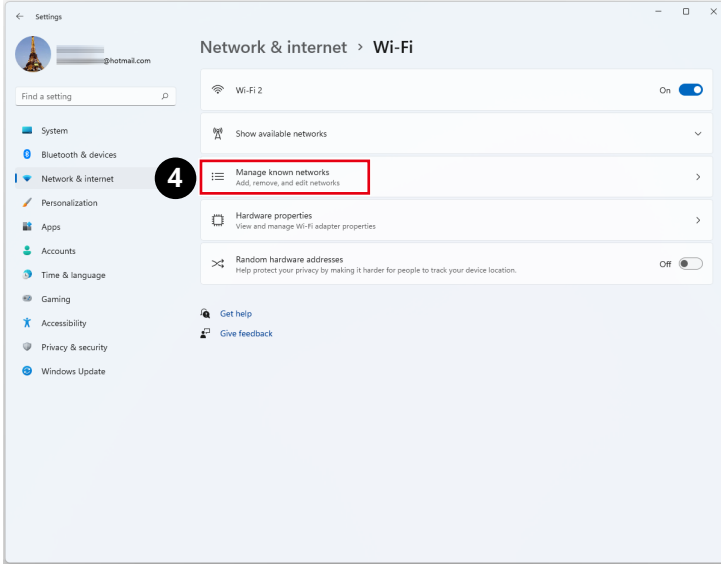 Settings
@hotmail.com
Find a setting
System
Bluetooth & devices
Network & internet
Personalization
Apps
Accounts
Time & language
Gaming
Accessibility
Privacy & security
Windows Update
Network & internet › Wi-Fi
Wi-Fi 2
On
Show available networks
4
Manage known networks
Add, remove, and edit networks
Hardware properties
View and manage Wi-Fi adapter properties
Random hardware addresses
Help protect your privacy by making it harder for people to track your device location.
Off
Get help
Give feedback